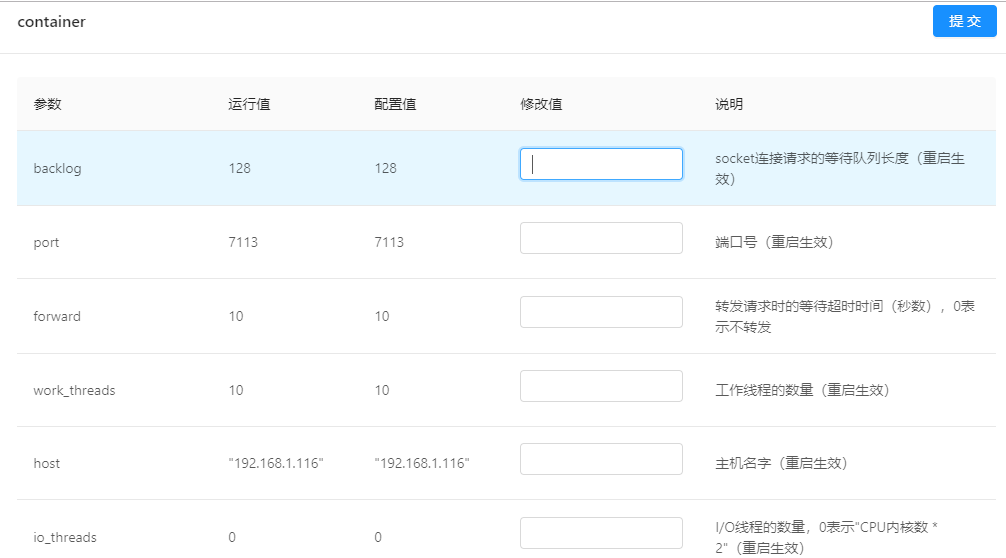 container
提 交
参数 运行值 配置值 修改值 说明
backlog 128 128 socket连接请求的等待队列长度（重启生
效）
port 7113 7113 端口号（重启生效）
forward 10 10 转发请求时的等待超时时间（秒数），0表
示不转发
work_threads 10 10 工作线程的数量（重启生效）
host "192.168.1.116" "192.168.1.116" 主机名字（重启生效）
io_threads 0 0 I/O线程的数量，0表示"CPU内核数 *
2"（重启生效）